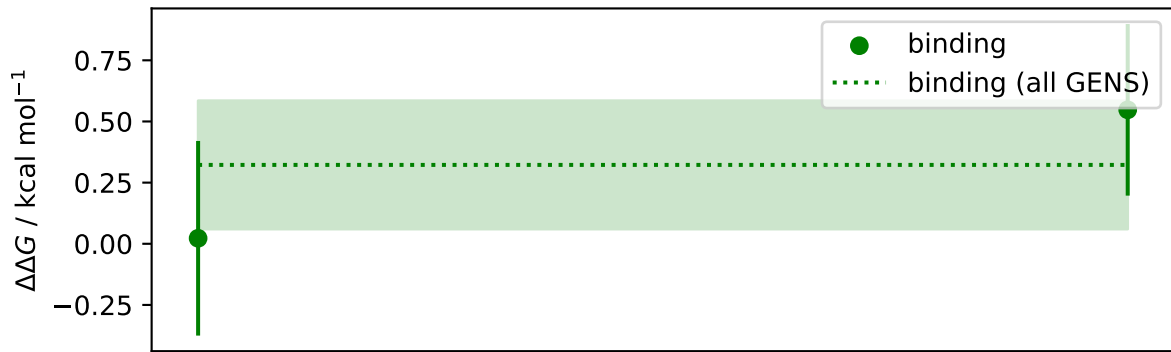 ΔΔG / kcal mol⁻¹
0.75
0.50
0.25
0.00
−0.25
binding
binding (all GENS)